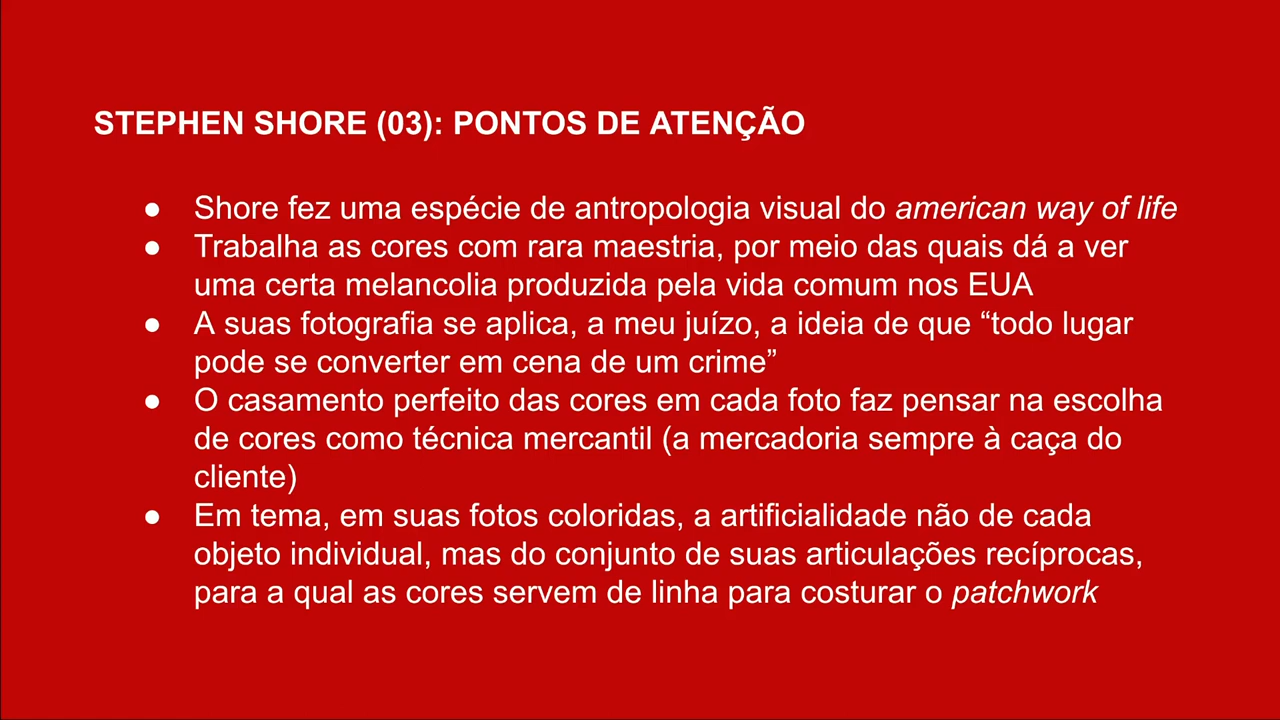 STEPHEN SHORE (03): PONTOS DE ATENÇÃO
● Shore fez uma espécie de antropologia visual do american way of life
● Trabalha as cores com rara maestria, por meio das quais dá a ver
uma certa melancolia produzida pela vida comum nos EUA
● A suas fotografia se aplica, a meu juízo, a ideia de que “todo lugar
pode se converter em cena de um crime”
● O casamento perfeito das cores em cada foto faz pensar na escolha
de cores como técnica mercantil (a mercadoria sempre à caça do
cliente)
● Em tema, em suas fotos coloridas, a artificialidade não de cada
objeto individual, mas do conjunto de suas articulações recíprocas,
para a qual as cores servem de linha para costurar o patchwork